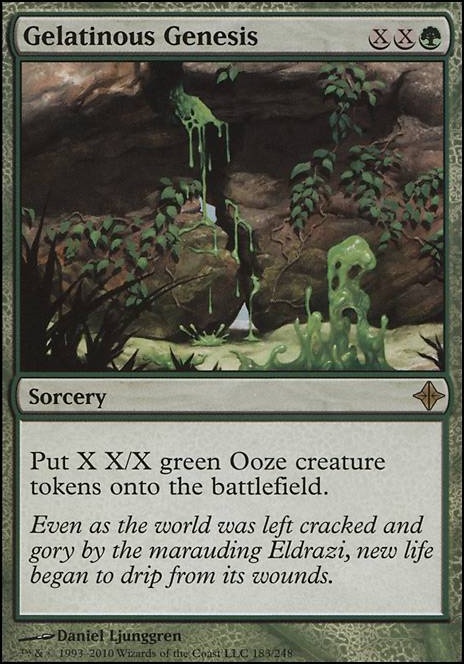 Gelatinous Genesis XXG
Sorcery
Put X X/X green Ooze creature
tokens onto the battlefield.
Even as the world was left cracked and
gory by the marauding Eldrazi, new life
began to drip from its wounds.
Daniel Ljunggren
™ & © 1993–2010 Wizards of the Coast LLC 183/248